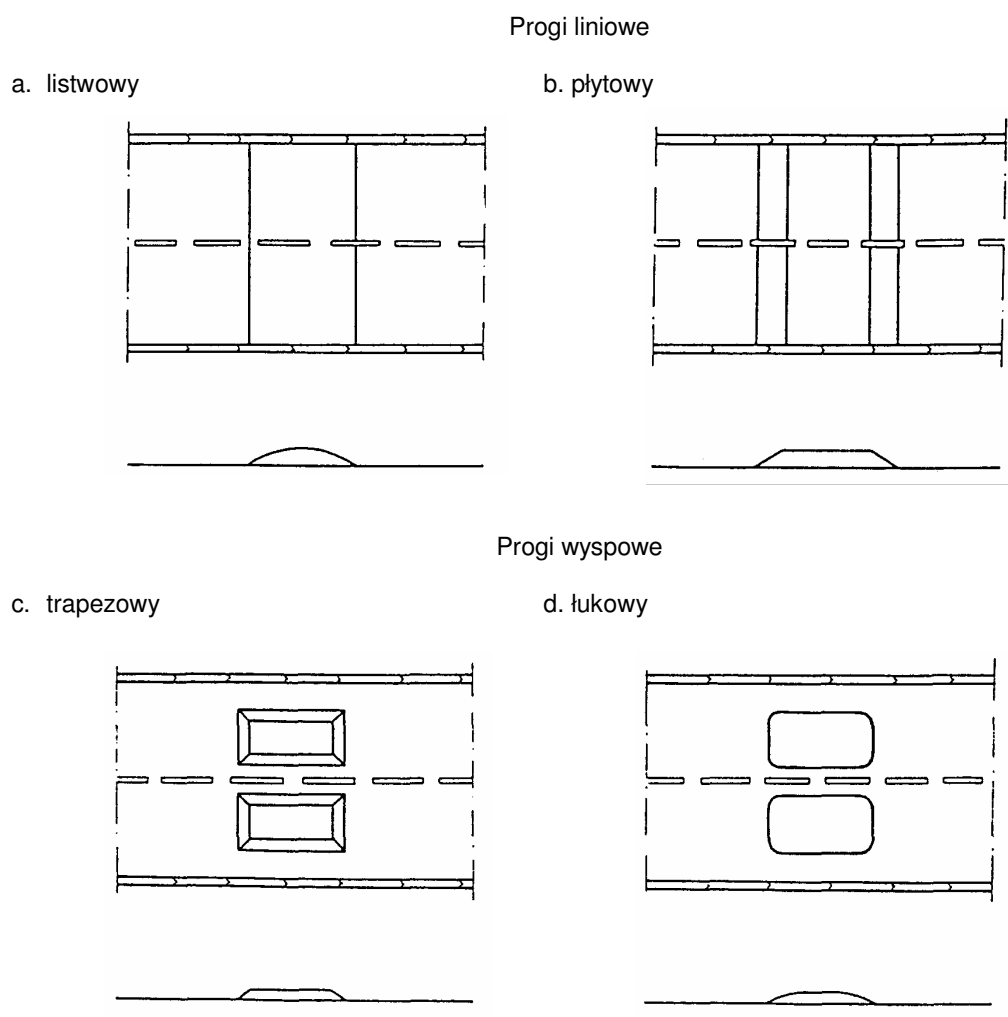 Progi liniowe
a. listwowy
b. płytowy
Progi wyspowe
c. trapezowy
d. łukowy